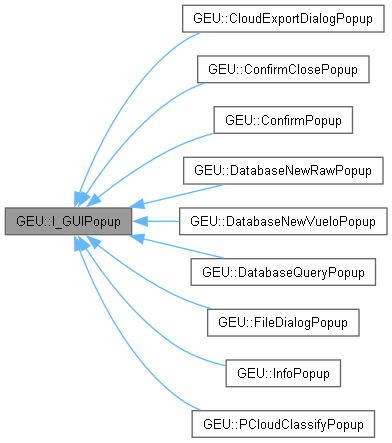 GEU::CloudExportDialogPopup
GEU::ConfirmClosePopup
GEU::ConfirmPopup
GEU::DatabaseNewRawPopup
GEU::I_GUIPopup
GEU::DatabaseNewVueloPopup
GEU::DatabaseQueryPopup
GEU::FileDialogPopup
GEU::InfoPopup
GEU::PCloudClassifyPopup